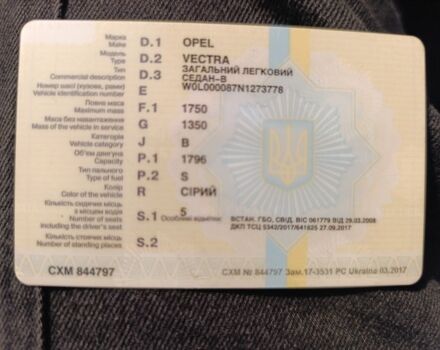 Марка D.1 OPEL
Make
Модель D.2 VECTRA
Type
Тип D.3 ЗАГАЛЬНИЙ ЛЕГКОВИЙ
Commercial description СЕДАН-В
Номер шасі (кузова, рами) E W0L000087N1273778
Vehicle identification number
Повна маса F.1 1750
Maximum mass
Маса без навантаження G 1350
Mass of the vehicle in service
Категорія J B
Vehicle category
Об'єм двигуна P.1 1796
Capacity
Тип пального P.2 S
Type of fuel
Колір R СІРИЙ
Color of the vehicle
Кількість сидячих місць
з місцем водія S.1 5
Number of seats Особливі відмітки: ВСТАН. ГБО, СВІД. ВІС 061779 ВІД 29.03.2008
including the driver's seat ДКП ТСЦ 5342/2017/641625 27.09.2017
Кількість стоячих місць S.2
Number of standing places
СХМ 844797 СХМ № 844797 Зам.17-3531 PC Ukraina 03.2017